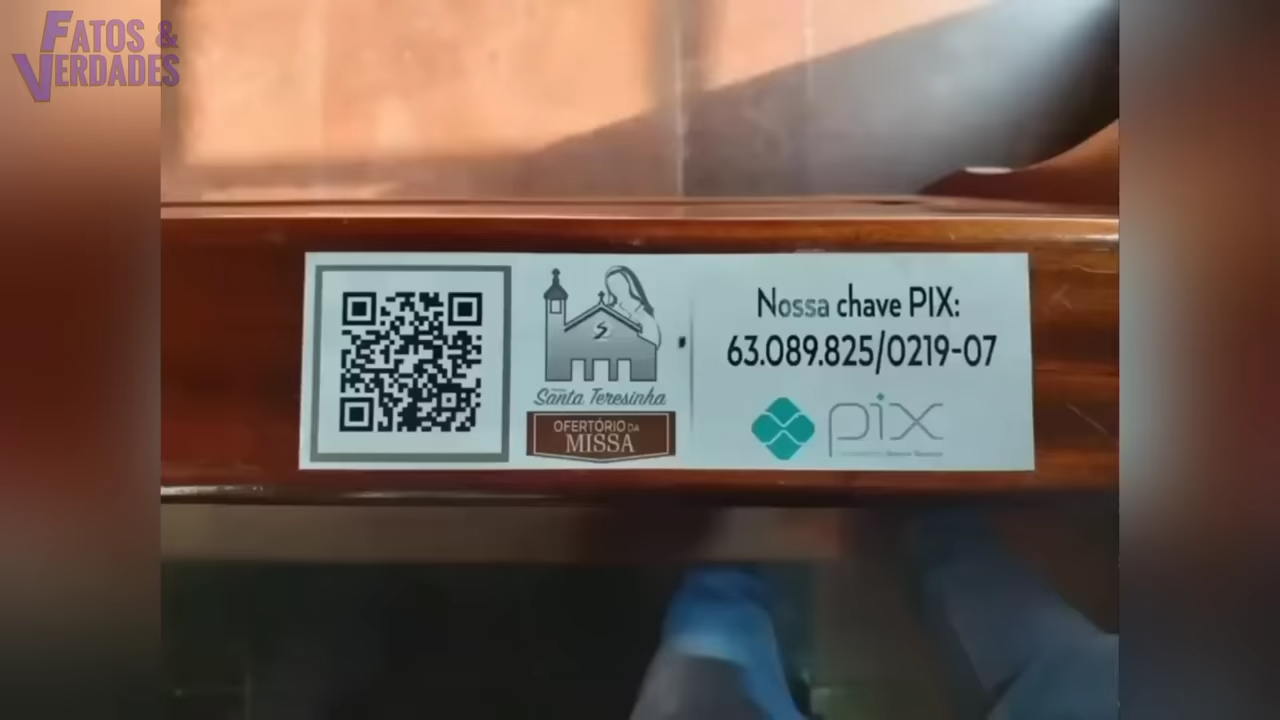 FATOS &
VERDADES
Nossa chave PIX:
63.089.825/0219-07
Santa Teresinha
OFERTÓRIO DA
MISSA
pix